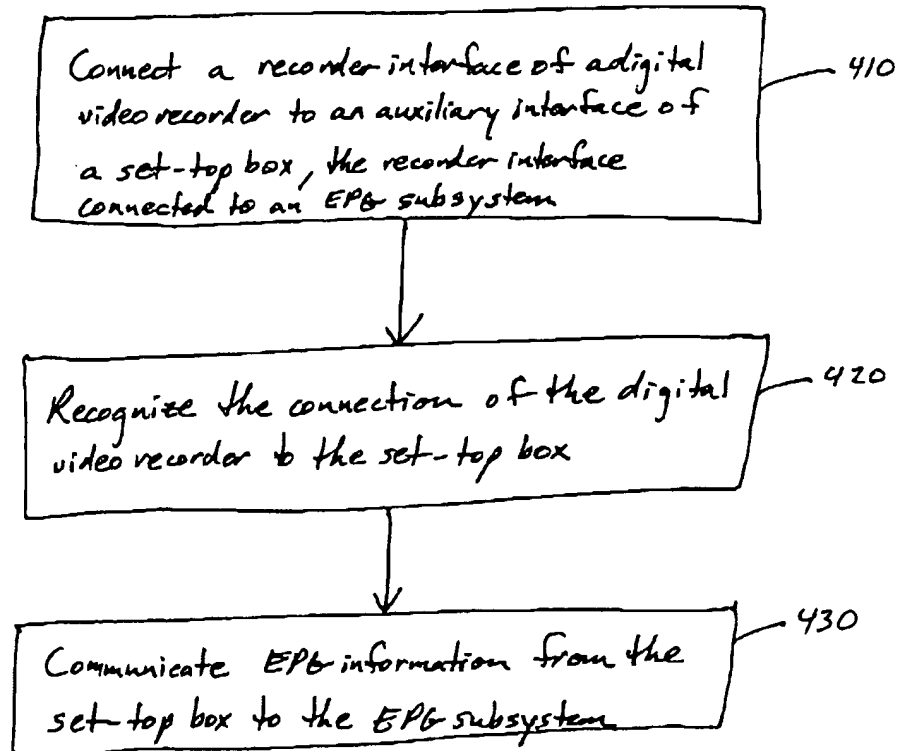 Connect a recorder interface of a digital
410
video recorder to an auxiliary interface of
a set-top box, the recorder interface
connected to an EPG subsystem
Recognize the connection of the digital
420
video recorder to the set-top box
Communicate EPG information from the
430
set-top box to the EPG subsystem